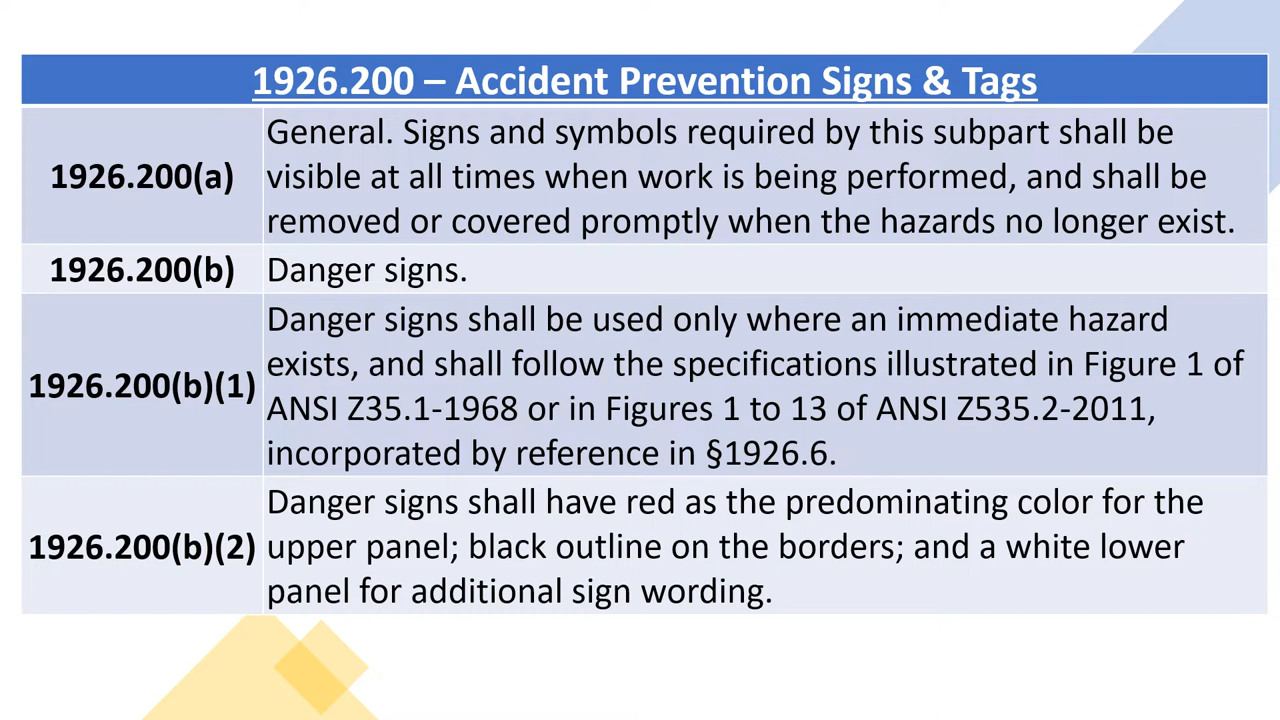 1926.200 – Accident Prevention Signs & Tags
1926.200(a)
General. Signs and symbols required by this subpart shall be
visible at all times when work is being performed, and shall be
removed or covered promptly when the hazards no longer exist.
1926.200(b)
Danger signs.
1926.200(b)(1)
Danger signs shall be used only where an immediate hazard
exists, and shall follow the specifications illustrated in Figure 1 of
ANSI Z35.1-1968 or in Figures 1 to 13 of ANSI Z535.2-2011,
incorporated by reference in §1926.6.
1926.200(b)(2)
Danger signs shall have red as the predominating color for the
upper panel; black outline on the borders; and a white lower
panel for additional sign wording.